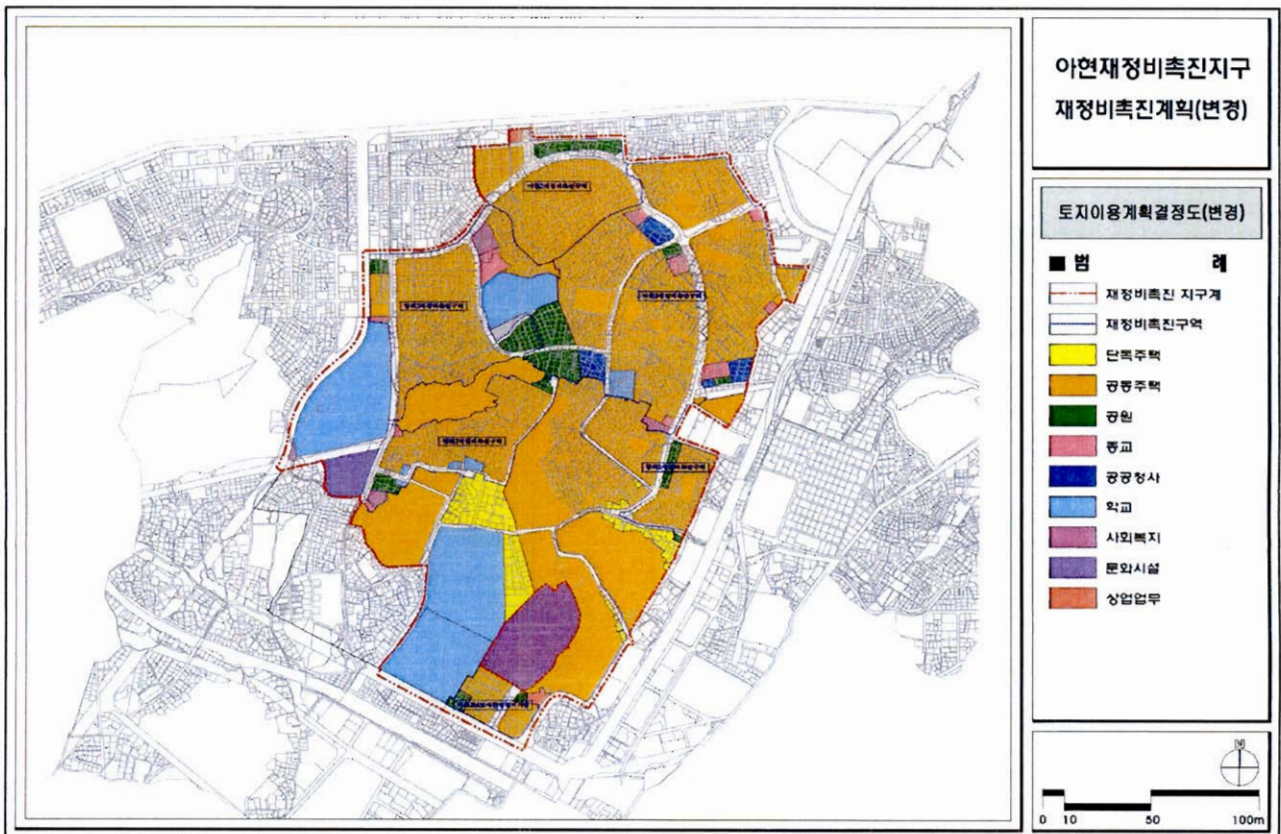 아현재정비촉진지구
재정비촉진계획(변경)
토지이용계획결정도(변경)
■ 범 례
재정비촉진 지구계
재정비촉진구역
단독주택
공동주택
공원
종교
공공청사
학교
사회복지
문화시설
상업업무
0 10 50 100m